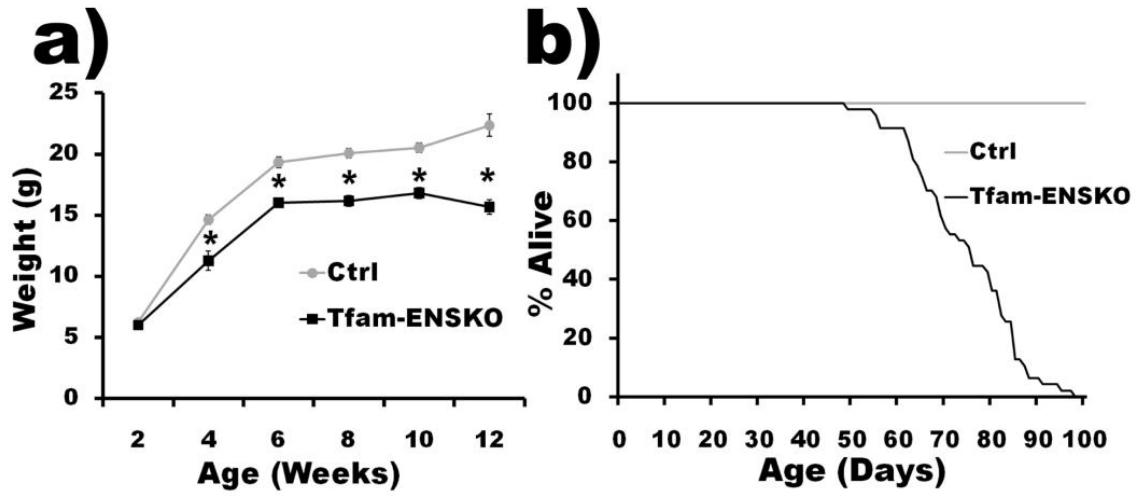 a)
25
20
15
10
5
0
Weight (g)
*
*
*
*
*
*
Ctrl
Tfam-ENSKO
2 4 6 8 10 12
Age (Weeks)
b)
100
80
60
40
20
0
% Alive
Ctrl
Tfam-ENSKO
0 10 20 30 40 50 60 70 80 90 100
Age (Days)